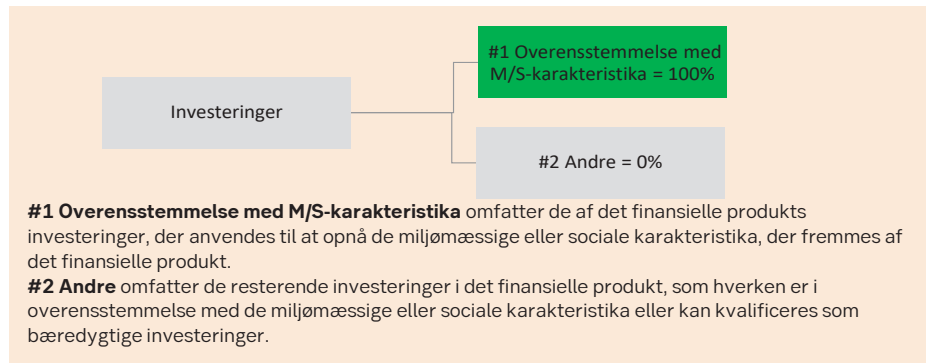 #1 Overensstemmelse med
M/S-karakteristika = 100%
Investeringer
#2 Andre = 0%
#1 Overensstemmelse med M/S-karakteristika omfatter de af det finansielle produkts
investeringer, der anvendes til at opnå de miljømæssige eller sociale karakteristika, der fremmes af
det finansielle produkt.
#2 Andre omfatter de resterende investeringer i det finansielle produkt, som hverken er i
overensstemmelse med de miljømæssige eller sociale karakteristika eller kan kvalificeres som
bæredygtige investeringer.